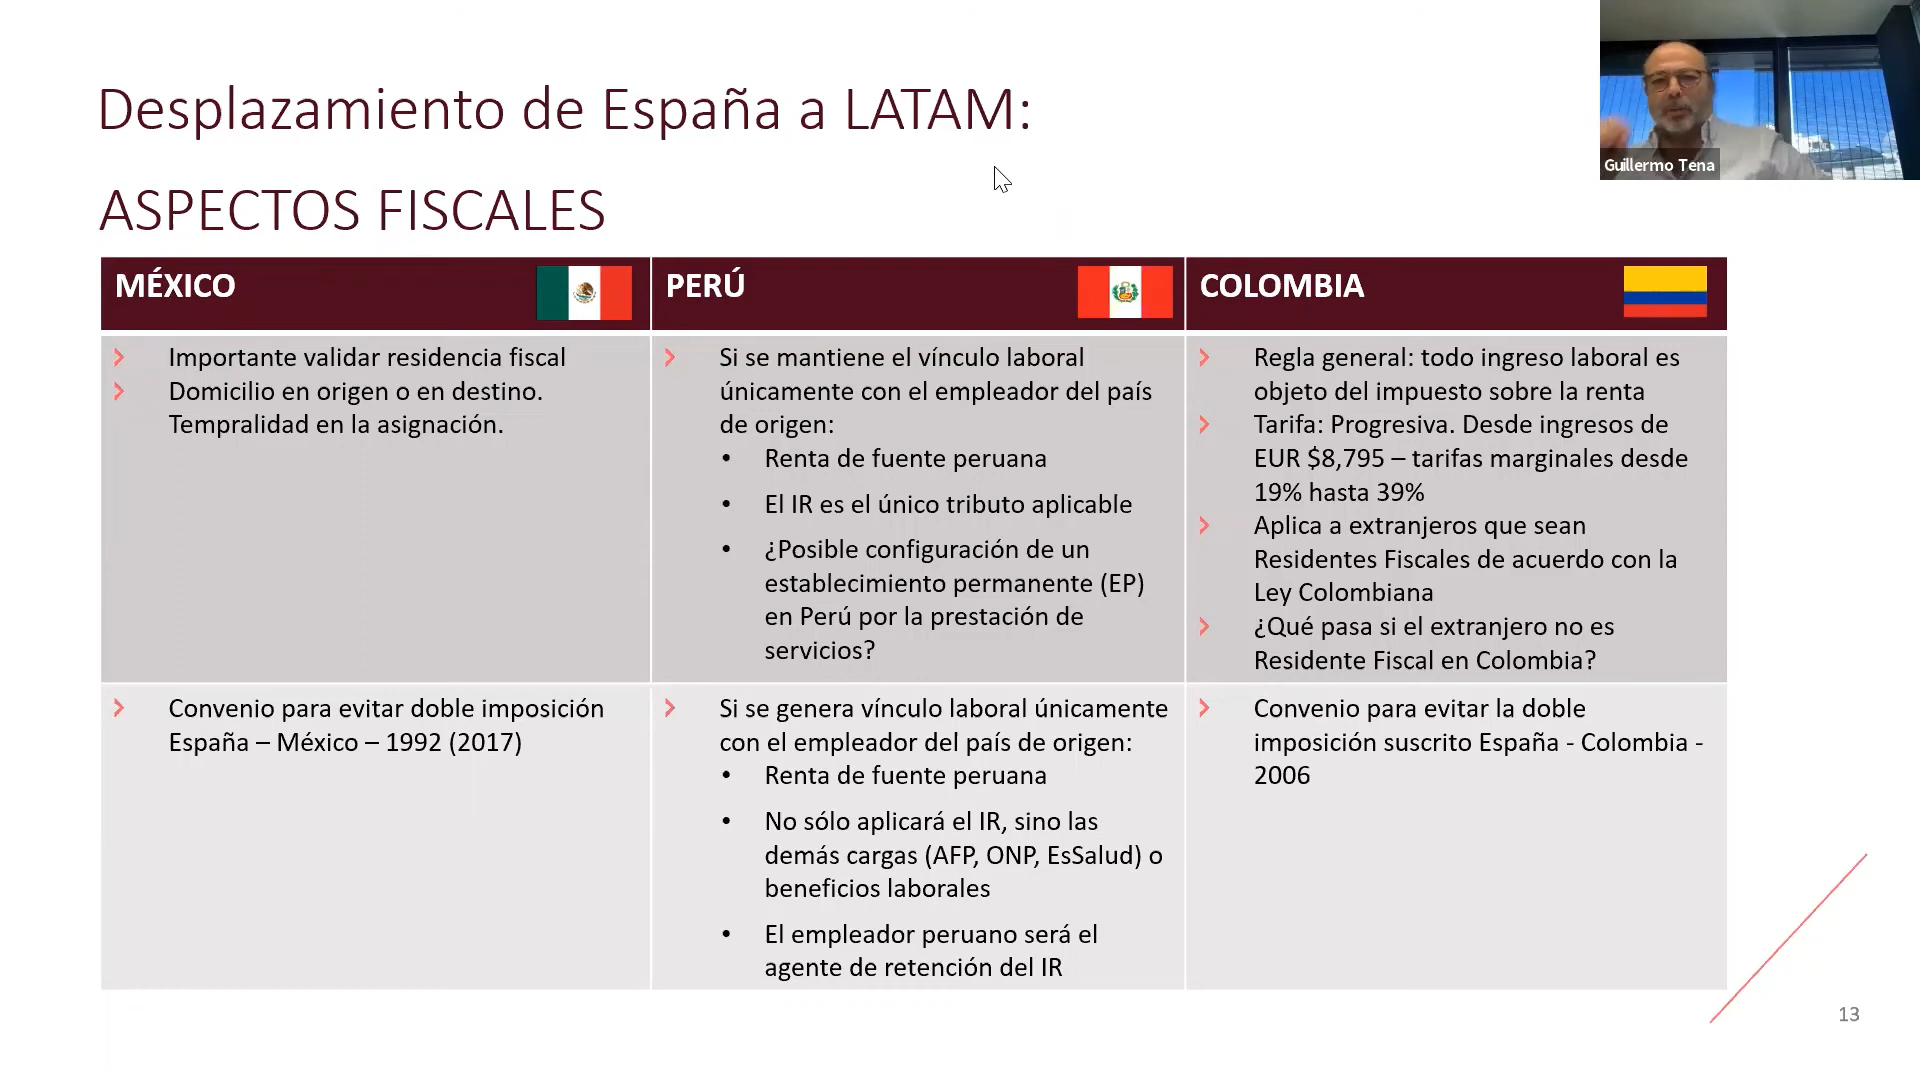 Desplazamiento de España a LATAM:
ASPECTOS FISCALES
Guillermo Tena
MÉXICO
Importante validar residencia fiscal
Domicilio en origen o en destino.
Tempralidad en la asignación.
Convenio para evitar doble imposición
España – México – 1992 (2017)
PERÚ
Si se mantiene el vínculo laboral
únicamente con el empleador del país
de origen:
• Renta de fuente peruana
• El IR es el único tributo aplicable
• ¿Posible configuración de un
establecimiento permanente (EP)
en Perú por la prestación de
servicios?
Si se genera vínculo laboral únicamente
con el empleador del país de origen:
• Renta de fuente peruana
• No sólo aplicará el IR, sino las
demás cargas (AFP, ONP, EsSalud) o
beneficios laborales
• El empleador peruano será el
agente de retención del IR
COLOMBIA
Regla general: todo ingreso laboral es
objeto del impuesto sobre la renta
Tarifa: Progresiva. Desde ingresos de
EUR $8,795 – tarifas marginales desde
19% hasta 39%
Aplica a extranjeros que sean
Residentes Fiscales de acuerdo con la
Ley Colombiana
¿Qué pasa si el extranjero no es
Residente Fiscal en Colombia?
Convenio para evitar la doble
imposición suscrito España - Colombia -
2006
13